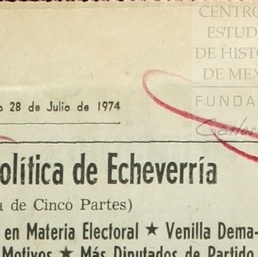 CENTRO
ESTUD
DE HISTO
DE MEX
FUNDA
Carlos
28 de Julio de 1974
olítica de Echeverría
a de Cinco Partes)
en Materia Electoral ★ Venilla Dema-
Motivos ★ Más Diputados de Partido